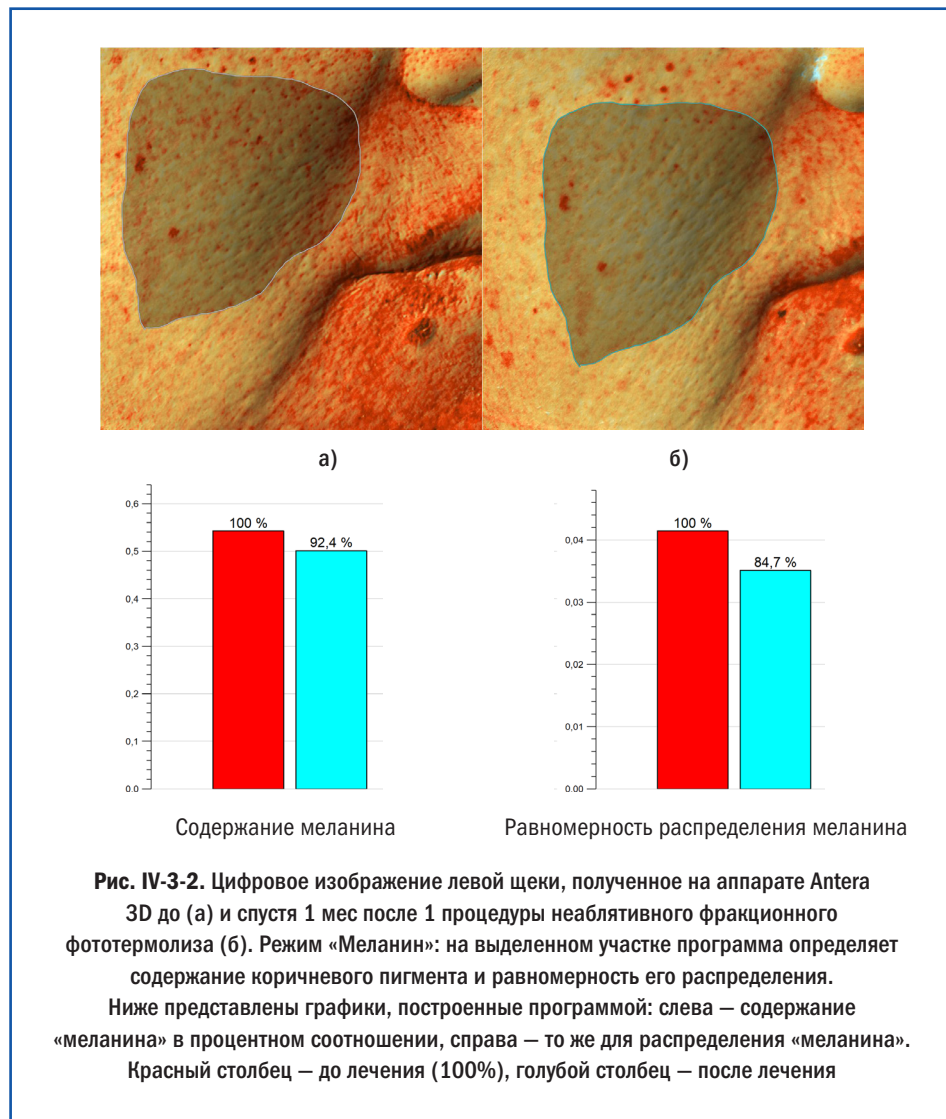 а)
б)
0,6
0,5
0,4
0,3
0,2
0,1
0.0
100 %
92,4 %
0,04
0,03
0,02
0,01
0.00
100 %
84,7 %
Содержание меланина
Равномерность распределения меланина
Рис. IV-3-2. Цифровое изображение левой щеки, полученное на аппарате Antera
3D до (а) и спустя 1 мес после 1 процедуры неаблятивного фракционного
фототермолиза (б). Режим «Меланин»: на выделенном участке программа определяет
содержание коричневого пигмента и равномерность его распределения.
Ниже представлены графики, построенные программой: слева — содержание
«меланина» в процентном соотношении, справа — то же для распределения «меланина».
Красный столбец — до лечения (100%), голубой столбец — после лечения